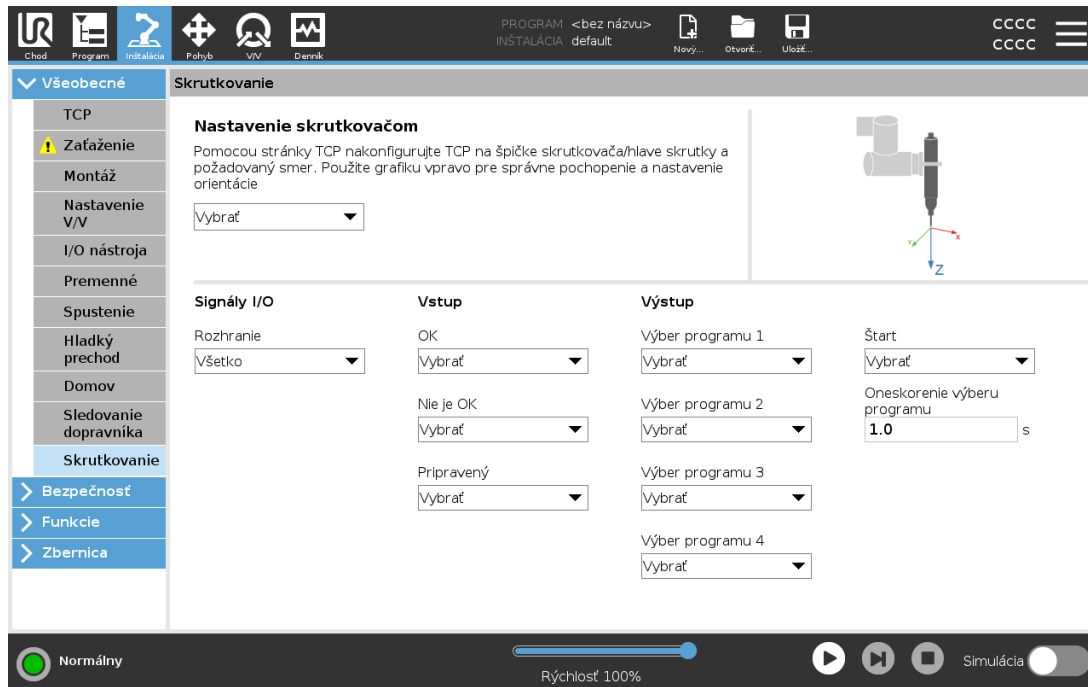 Chod
Program
Inštalácia
Pohyb
V/V
Denník
PROGRAM <bez názvu>
INŠTALÁCIA default
Nový...
Otvoriť...
Uložiť...
CCCC
CCCC
Všeobecné
TCP
Zaťaženie
Montáž
Nastavenie
V/V
I/O nástroja
Premenné
Spustenie
Hladký
prechod
Domov
Sledovanie
dopravníka
Skrutkovanie
Bezpečnosť
Funkcie
Zbernica
Skrutkovanie
Nastavenie skrutkovačom
Pomocou stránky TCP nakonfigurujte TCP na špičke skrutkovača/hlave skrutky a
požadovaný smer. Použite grafiku vpravo pre správne pochopenie a nastavenie
orientácie
Vybrať
Y
X
Z
Signály I/O
Rozhranie
Všetko
Vstup
OK
Vybrať
Nie je OK
Vybrať
Pripravený
Vybrať
Výstup
Výber programu 1
Vybrať
Výber programu 2
Vybrať
Výber programu 3
Vybrať
Výber programu 4
Vybrať
Štart
Vybrať
Oneskorenie výberu
programu
1.0 s
Normálny
Rýchlosť 100%
Simulácia